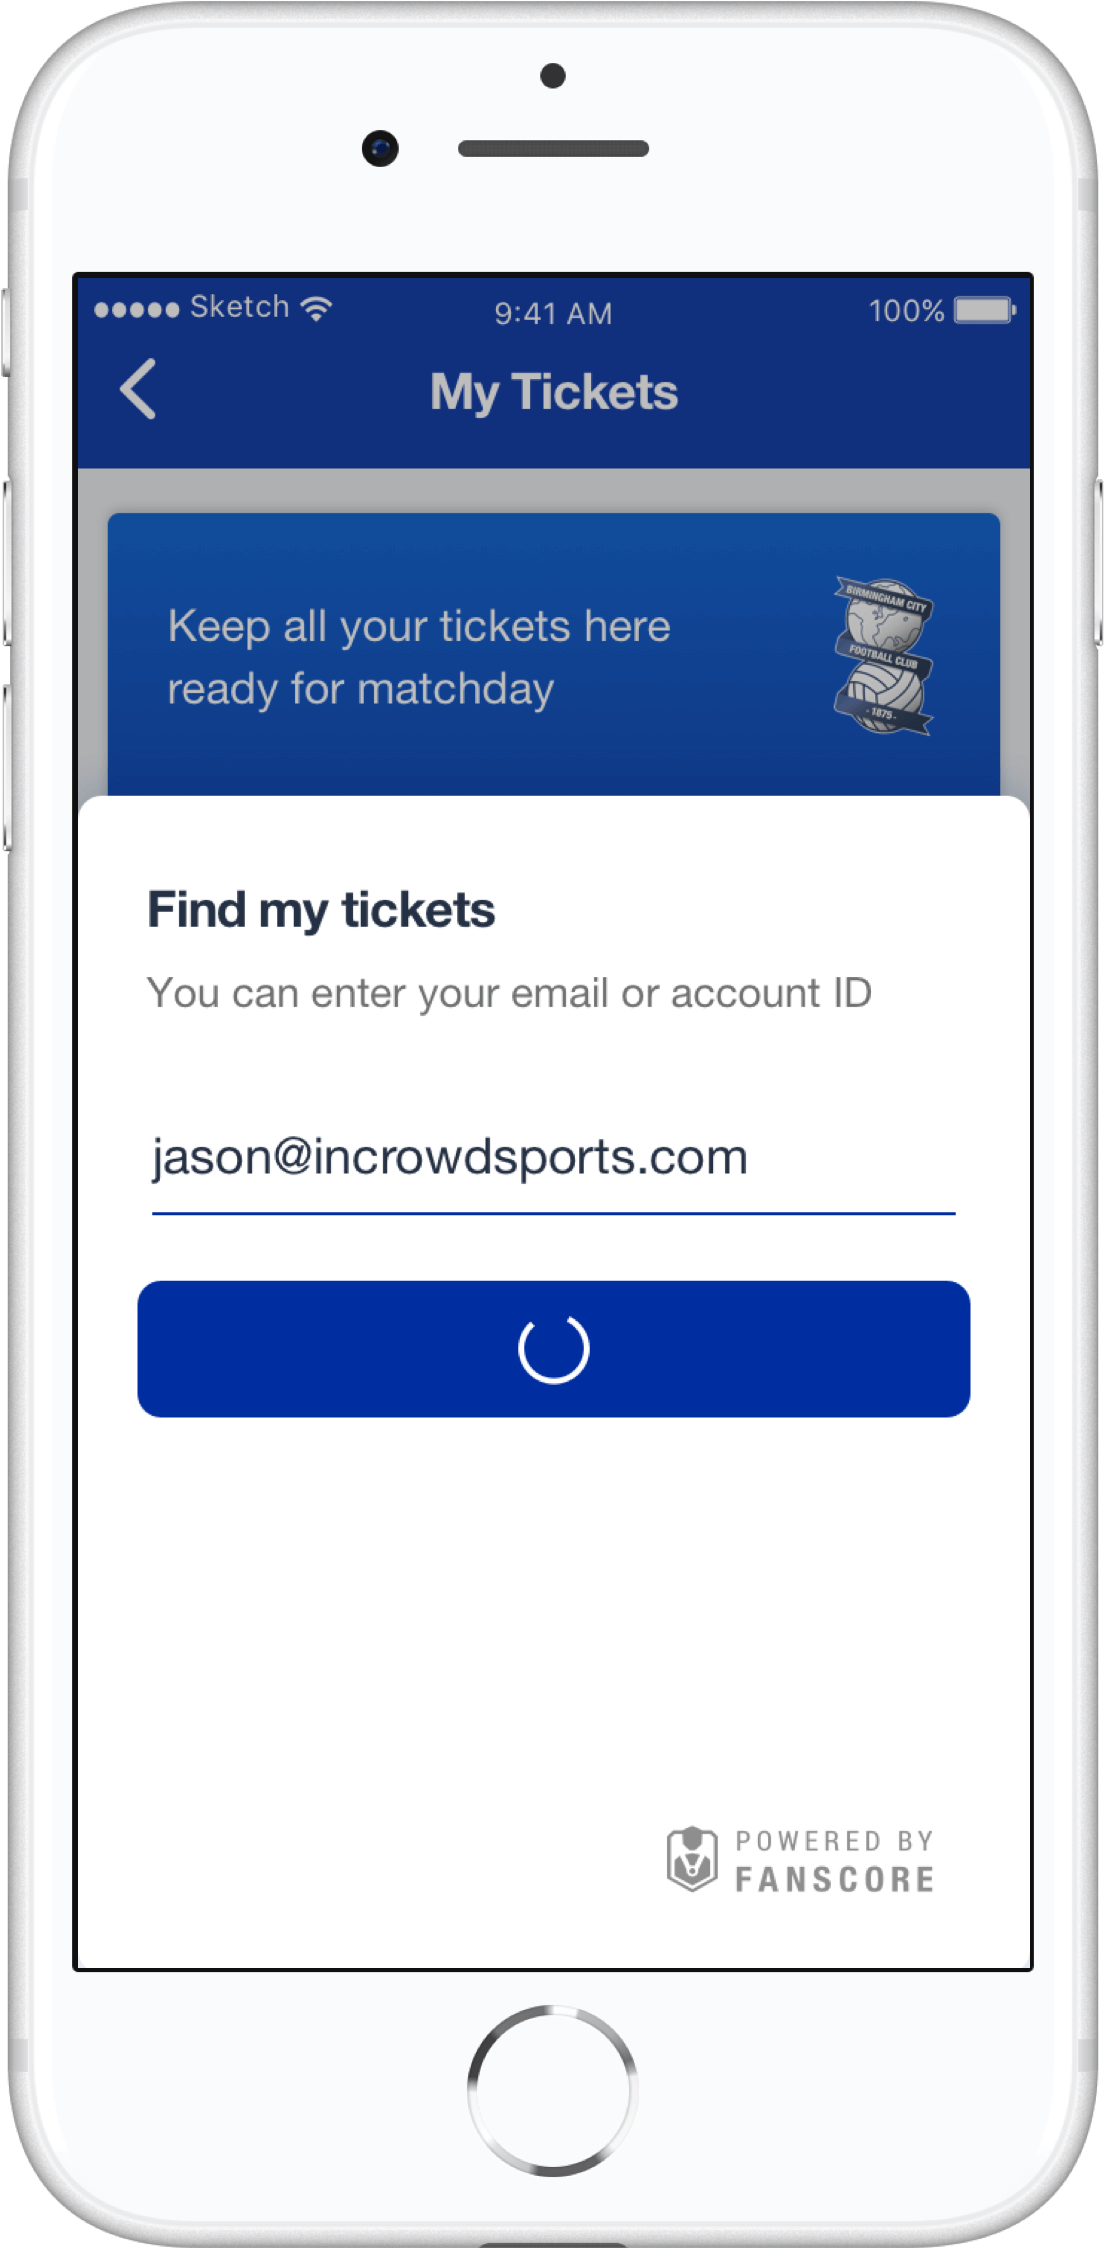 Sketch 9:41 AM 100%
My Tickets
Keep all your tickets here
ready for matchday
BIRMINGHAM CITY
FOOTBALL CLUB
- 1875 -
Find my tickets
You can enter your email or account ID
jason@incrowdsports.com
POWERED BY
FANSCORE